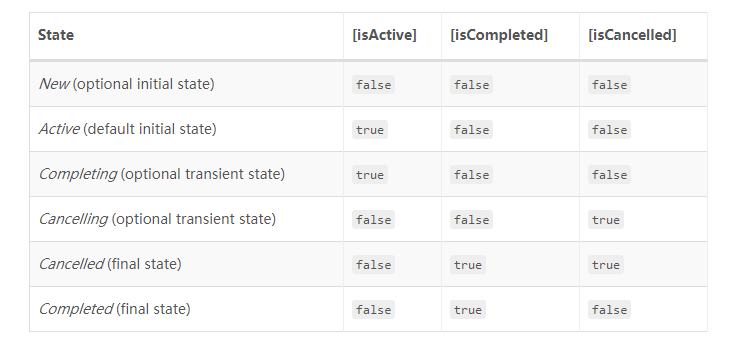 State [isActive] [isCompleted] [isCancelled]
New (optional initial state) false false false
Active (default initial state) true false false
Completing (optional transient state) true false false
Cancelling (optional transient state) false false true
Cancelled (final state) false true true
Completed (final state) false true false